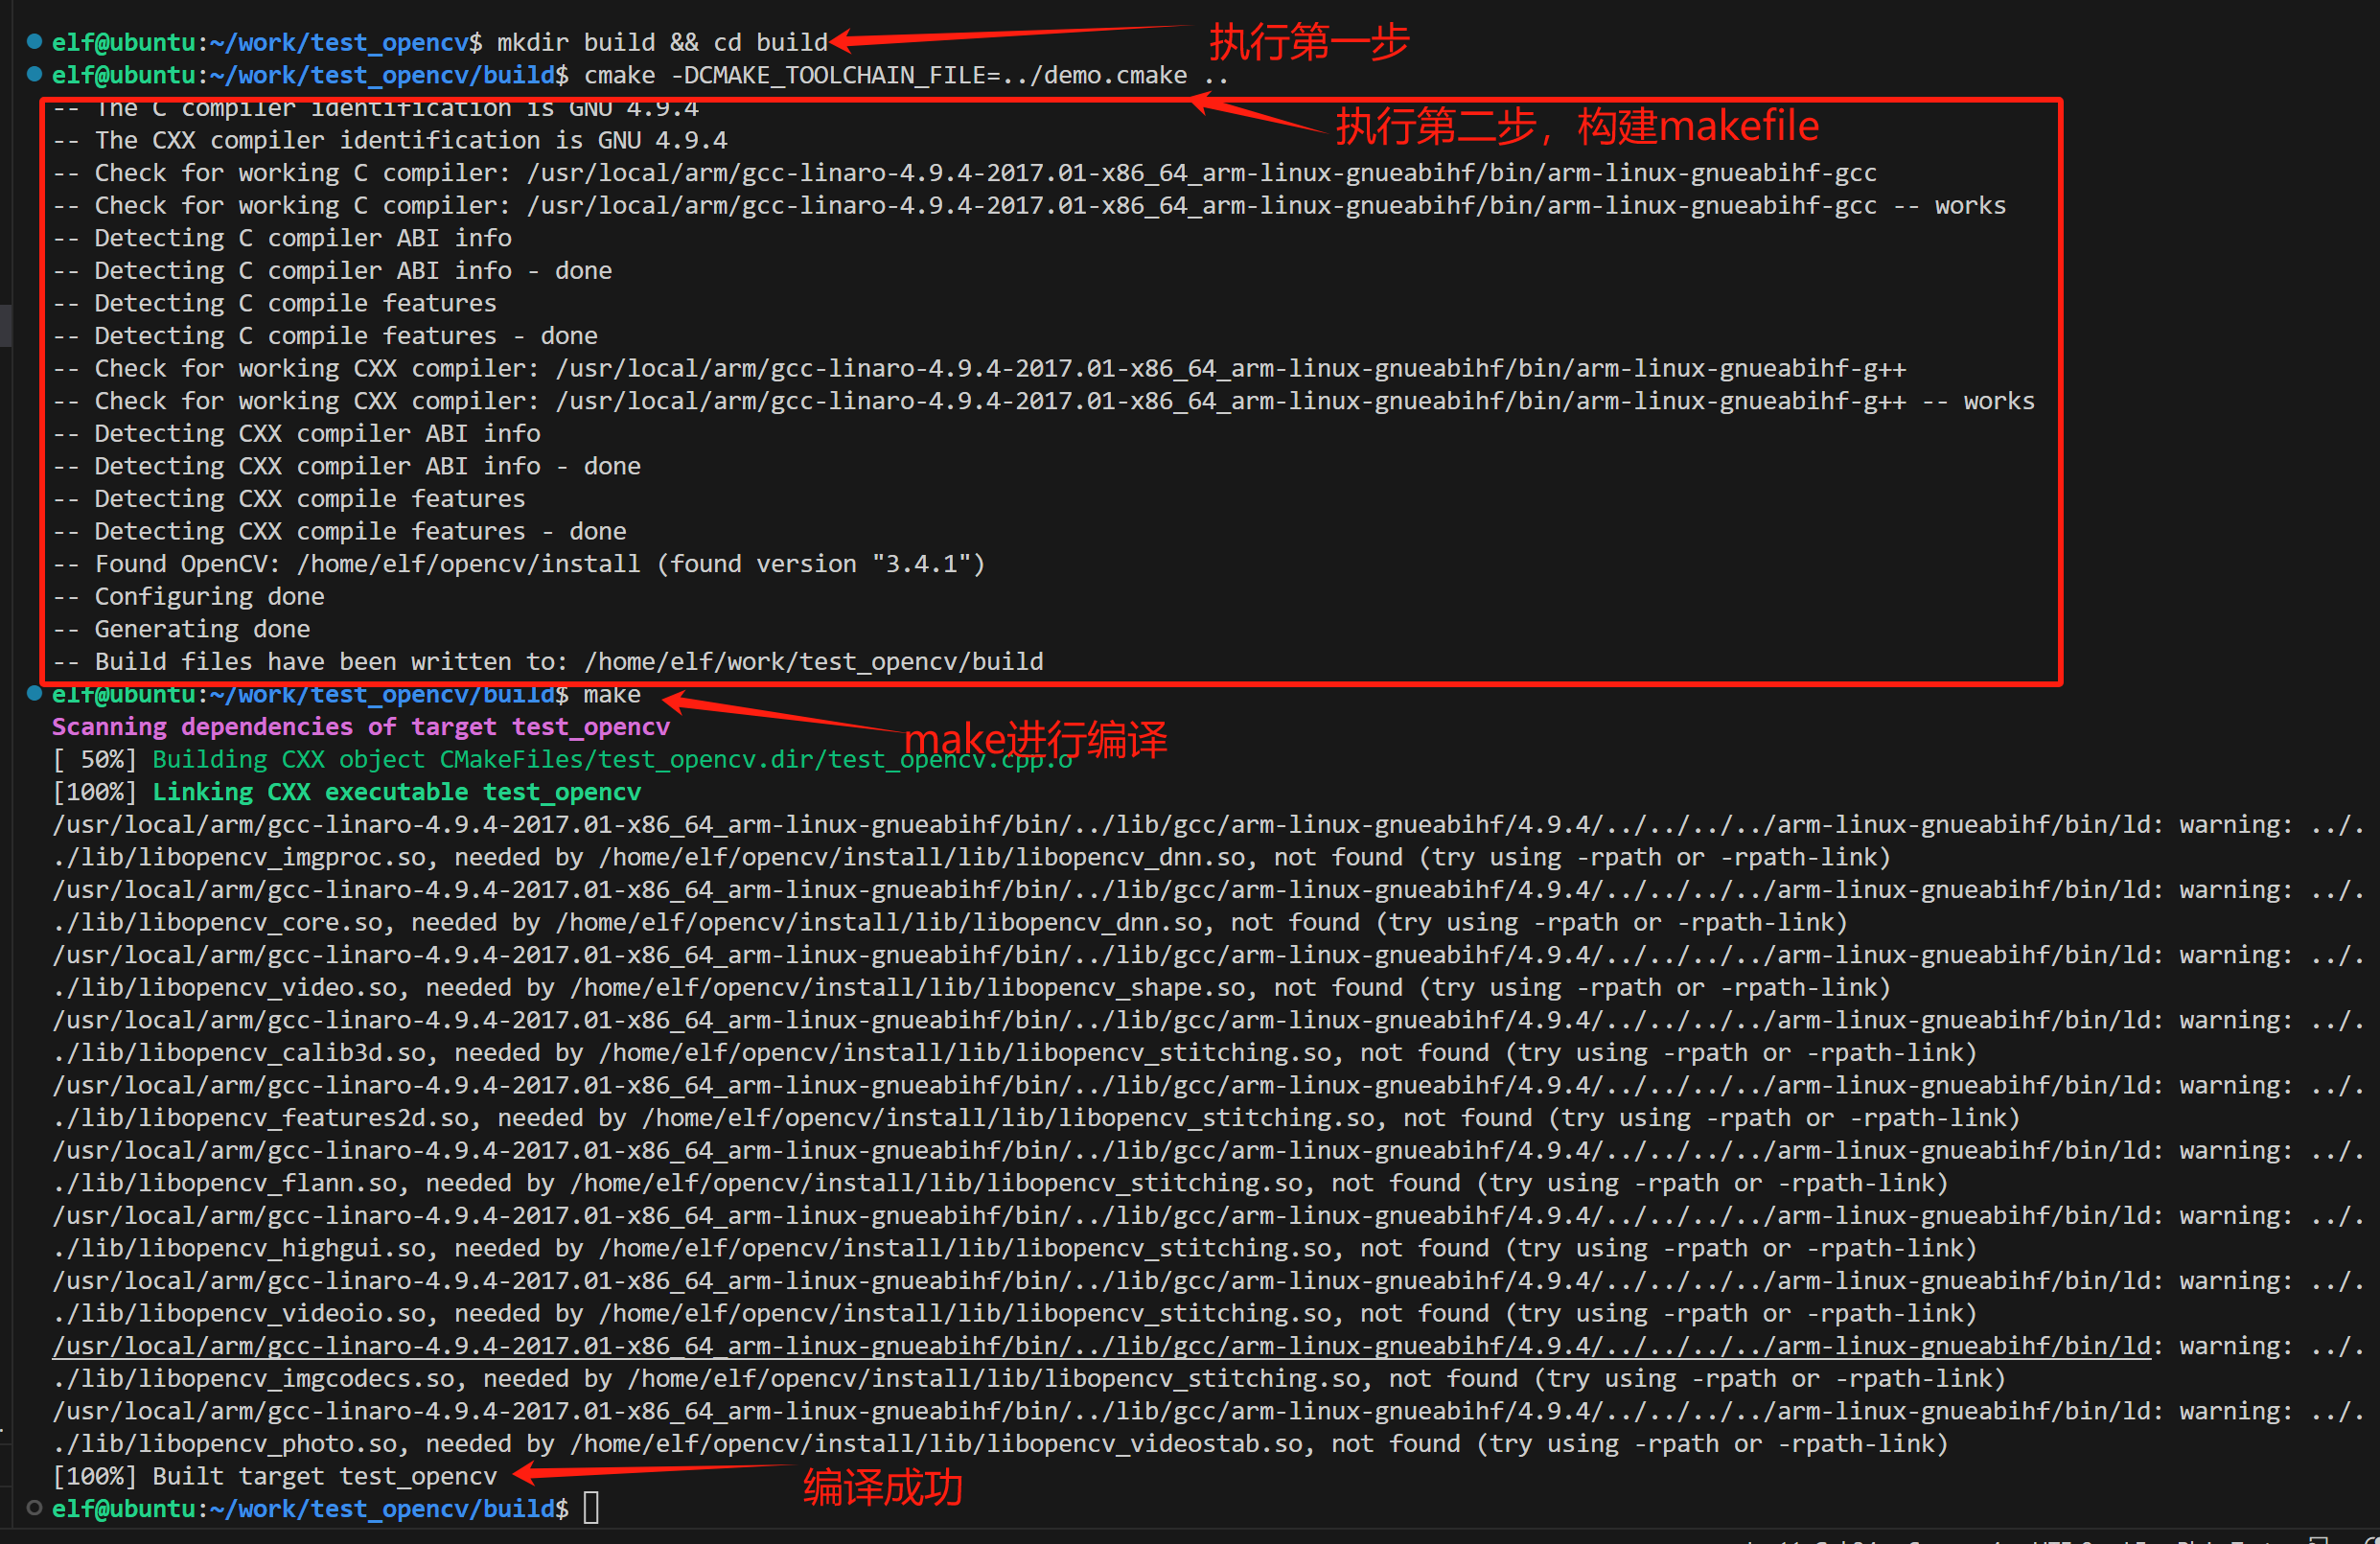 elf@ubuntu:~/work/test_opencv$ mkdir build && cd build
执行第一步
elf@ubuntu:~/work/test_opencv/build$ cmake -DCMAKE_TOOLCHAIN_FILE=../demo.cmake ..
执行第二步，构建makefile
-- The C compiler identification is GNU 4.9.4
-- The CXX compiler identification is GNU 4.9.4
-- Check for working C compiler: /usr/local/arm/gcc-linaro-4.9.4-2017.01-x86_64_arm-linux-gnueabihf/bin/arm-linux-gnueabihf-gcc
-- Check for working C compiler: /usr/local/arm/gcc-linaro-4.9.4-2017.01-x86_64_arm-linux-gnueabihf/bin/arm-linux-gnueabihf-gcc -- works
-- Detecting C compiler ABI info
-- Detecting C compiler ABI info - done
-- Detecting C compile features
-- Detecting C compile features - done
-- Check for working CXX compiler: /usr/local/arm/gcc-linaro-4.9.4-2017.01-x86_64_arm-linux-gnueabihf/bin/arm-linux-gnueabihf-g++
-- Check for working CXX compiler: /usr/local/arm/gcc-linaro-4.9.4-2017.01-x86_64_arm-linux-gnueabihf/bin/arm-linux-gnueabihf-g++ -- works
-- Detecting CXX compiler ABI info
-- Detecting CXX compiler ABI info - done
-- Detecting CXX compile features
-- Detecting CXX compile features - done
-- Found OpenCV: /home/elf/opencv/install (found version "3.4.1")
-- Configuring done
-- Generating done
-- Build files have been written to: /home/elf/work/test_opencv/build
elf@ubuntu:~/work/test_opencv/build$ make
Scanning dependencies of target test_opencv
make进行编译
[ 50%] Building CXX object CMakeFiles/test_opencv.dir/test_opencv.cpp.o
[100%] Linking CXX executable test_opencv
/usr/local/arm/gcc-linaro-4.9.4-2017.01-x86_64_arm-linux-gnueabihf/bin/../lib/gcc/arm-linux-gnueabihf/4.9.4/../../../../arm-linux-gnueabihf/bin/ld: warning: ../.
./lib/libopencv_imgproc.so, needed by /home/elf/opencv/install/lib/libopencv_dnn.so, not found (try using -rpath or -rpath-link)
/usr/local/arm/gcc-linaro-4.9.4-2017.01-x86_64_arm-linux-gnueabihf/bin/../lib/gcc/arm-linux-gnueabihf/4.9.4/../../../../arm-linux-gnueabihf/bin/ld: warning: ../.
./lib/libopencv_core.so, needed by /home/elf/opencv/install/lib/libopencv_dnn.so, not found (try using -rpath or -rpath-link)
/usr/local/arm/gcc-linaro-4.9.4-2017.01-x86_64_arm-linux-gnueabihf/bin/../lib/gcc/arm-linux-gnueabihf/4.9.4/../../../../arm-linux-gnueabihf/bin/ld: warning: ../.
./lib/libopencv_video.so, needed by /home/elf/opencv/install/lib/libopencv_shape.so, not found (try using -rpath or -rpath-link)
/usr/local/arm/gcc-linaro-4.9.4-2017.01-x86_64_arm-linux-gnueabihf/bin/../lib/gcc/arm-linux-gnueabihf/4.9.4/../../../../arm-linux-gnueabihf/bin/ld: warning: ../.
./lib/libopencv_calib3d.so, needed by /home/elf/opencv/install/lib/libopencv_stitching.so, not found (try using -rpath or -rpath-link)
/usr/local/arm/gcc-linaro-4.9.4-2017.01-x86_64_arm-linux-gnueabihf/bin/../lib/gcc/arm-linux-gnueabihf/4.9.4/../../../../arm-linux-gnueabihf/bin/ld: warning: ../.
./lib/libopencv_features2d.so, needed by /home/elf/opencv/install/lib/libopencv_stitching.so, not found (try using -rpath or -rpath-link)
/usr/local/arm/gcc-linaro-4.9.4-2017.01-x86_64_arm-linux-gnueabihf/bin/../lib/gcc/arm-linux-gnueabihf/4.9.4/../../../../arm-linux-gnueabihf/bin/ld: warning: ../.
./lib/libopencv_flann.so, needed by /home/elf/opencv/install/lib/libopencv_stitching.so, not found (try using -rpath or -rpath-link)
/usr/local/arm/gcc-linaro-4.9.4-2017.01-x86_64_arm-linux-gnueabihf/bin/../lib/gcc/arm-linux-gnueabihf/4.9.4/../../../../arm-linux-gnueabihf/bin/ld: warning: ../.
./lib/libopencv_highgui.so, needed by /home/elf/opencv/install/lib/libopencv_stitching.so, not found (try using -rpath or -rpath-link)
/usr/local/arm/gcc-linaro-4.9.4-2017.01-x86_64_arm-linux-gnueabihf/bin/../lib/gcc/arm-linux-gnueabihf/4.9.4/../../../../arm-linux-gnueabihf/bin/ld: warning: ../.
./lib/libopencv_videoio.so, needed by /home/elf/opencv/install/lib/libopencv_stitching.so, not found (try using -rpath or -rpath-link)
/usr/local/arm/gcc-linaro-4.9.4-2017.01-x86_64_arm-linux-gnueabihf/bin/../lib/gcc/arm-linux-gnueabihf/4.9.4/../../../../arm-linux-gnueabihf/bin/ld: warning: ../.
./lib/libopencv_imgcodecs.so, needed by /home/elf/opencv/install/lib/libopencv_stitching.so, not found (try using -rpath or -rpath-link)
/usr/local/arm/gcc-linaro-4.9.4-2017.01-x86_64_arm-linux-gnueabihf/bin/../lib/gcc/arm-linux-gnueabihf/4.9.4/../../../../arm-linux-gnueabihf/bin/ld: warning: ../.
./lib/libopencv_photo.so, needed by /home/elf/opencv/install/lib/libopencv_videostab.so, not found (try using -rpath or -rpath-link)
[100%] Built target test_opencv
编译成功
elf@ubuntu:~/work/test_opencv/build$